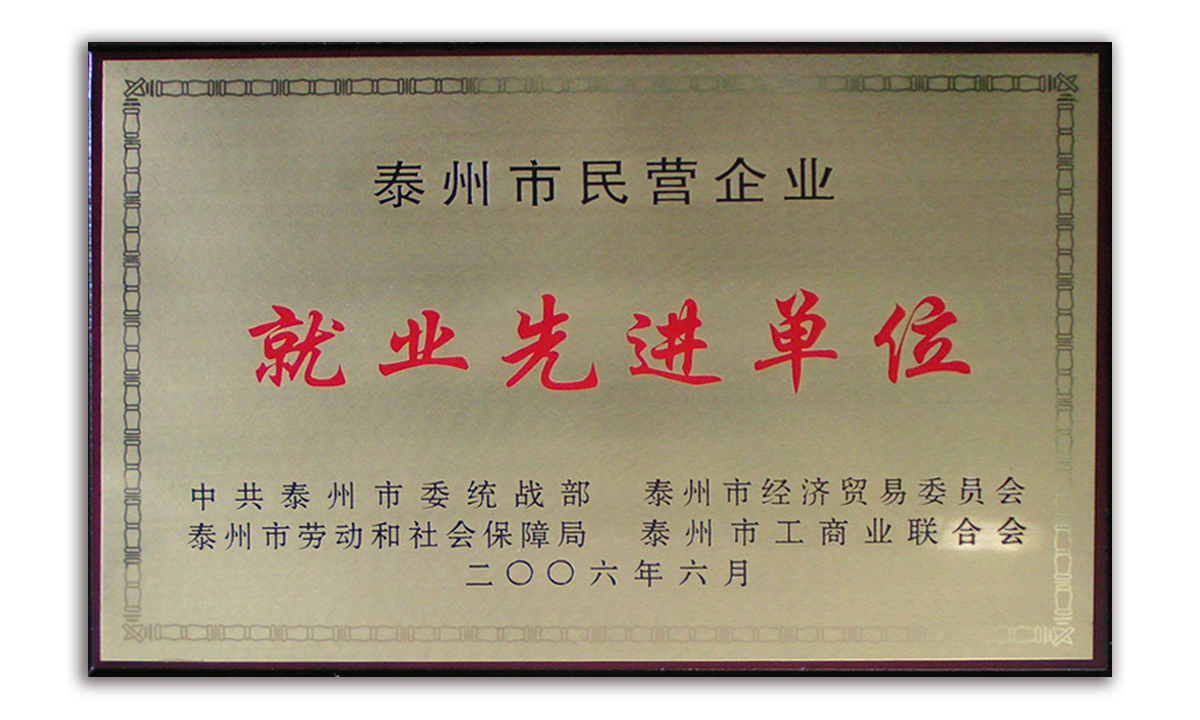 泰州市民营企业
就业先进单位
中共泰州市委统战部 泰州市经济贸易委员会
泰州市劳动和社会保障局 泰州市工商业联合会
二〇〇六年六月